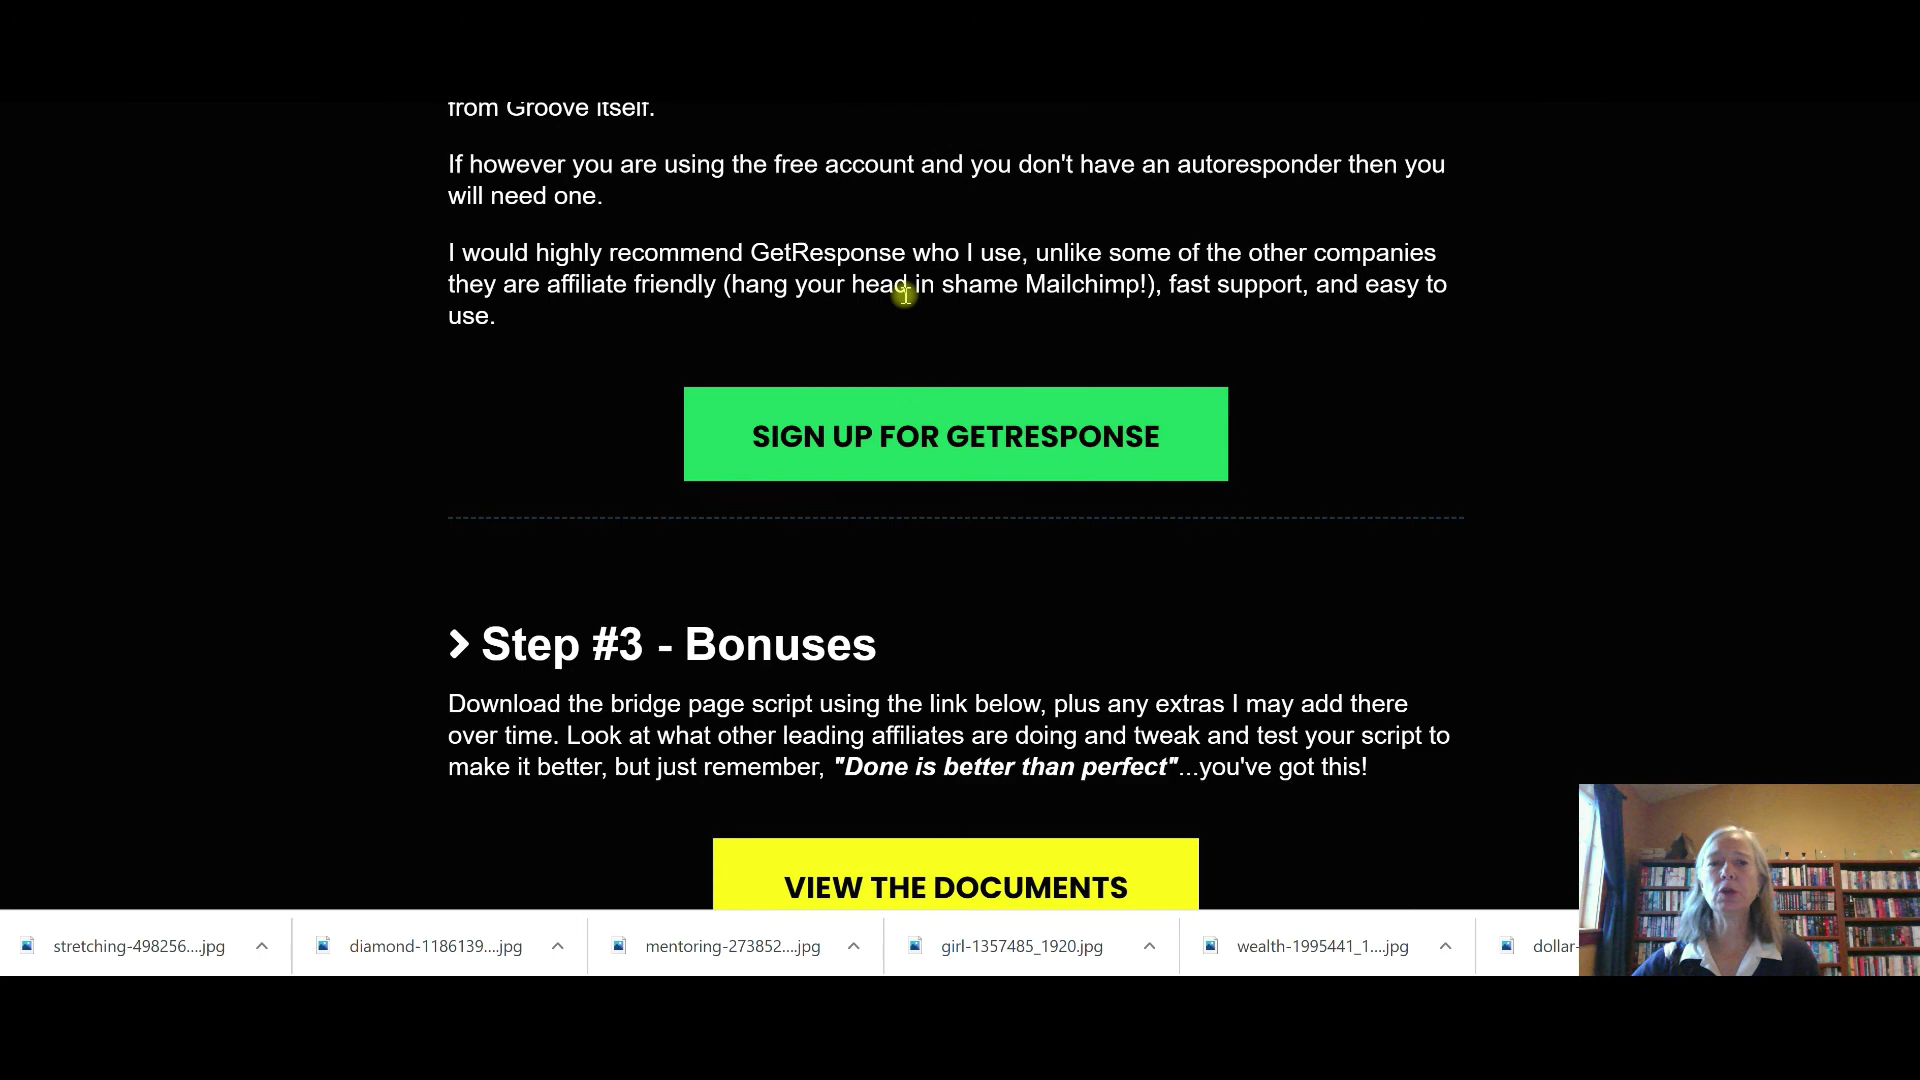 from Groove itself.
If however you are using the free account and you don't have an autoresponder then you
will need one.
I would highly recommend GetResponse who I use, unlike some of the other companies
they are affiliate friendly (hang your head in shame Mailchimp!), fast support, and easy to
use.
SIGN UP FOR GETRESPONSE
Step #3 - Bonuses
Download the bridge page script using the link below, plus any extras I may add there
over time. Look at what other leading affiliates are doing and tweak and test your script to
make it better, but just remember, "Done is better than perfect"...you've got this!
VIEW THE DOCUMENTS
stretching-498256....jpg
diamond-1186139....jpg
mentoring-273852....jpg
girl-1357485_1920.jpg
wealth-1995441_1....jpg
dollar-